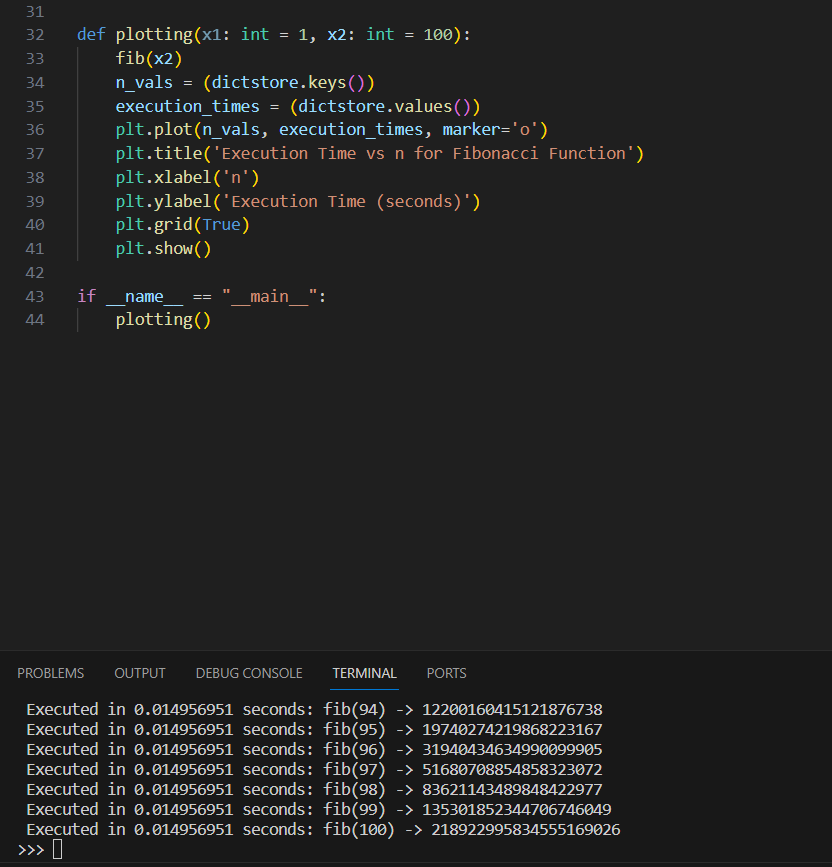 31
32 def plotting(x1: int = 1, x2: int = 100):
33 fib(x2)
34 n_vals = (dictstore.keys())
35 execution_times = (dictstore.values())
36 plt.plot(n_vals, execution_times, marker='o')
37 plt.title('Execution Time vs n for Fibonacci Function')
38 plt.xlabel('n')
39 plt.ylabel('Execution Time (seconds)')
40 plt.grid(True)
41 plt.show()
42
43 if __name__ == "__main__":
44 plotting()
PROBLEMS OUTPUT DEBUG CONSOLE TERMINAL PORTS
Executed in 0.014956951 seconds: fib(94) -> 12200160415121876738
Executed in 0.014956951 seconds: fib(95) -> 19740274219868223167
Executed in 0.014956951 seconds: fib(96) -> 31940434634990099905
Executed in 0.014956951 seconds: fib(97) -> 51680708854858323072
Executed in 0.014956951 seconds: fib(98) -> 83621143489848422977
Executed in 0.014956951 seconds: fib(99) -> 135301852344706746049
Executed in 0.014956951 seconds: fib(100) -> 218922995834555169026
>>>